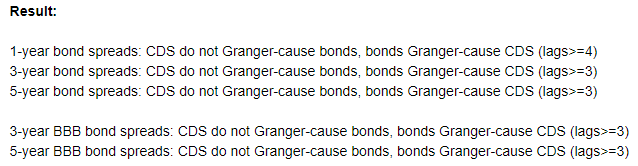 Result:
1-year bond spreads: CDS do not Granger-cause bonds, bonds Granger-cause CDS (lags>=4)
3-year bond spreads: CDS do not Granger-cause bonds, bonds Granger-cause CDS (lags>=3)
5-year bond spreads: CDS do not Granger-cause bonds, bonds Granger-cause CDS (lags>=3)
3-year BBB bond spreads: CDS do not Granger-cause bonds, bonds Granger-cause CDS (lags>=3)
5-year BBB bond spreads: CDS do not Granger-cause bonds, bonds Granger-cause CDS (lags>=3)